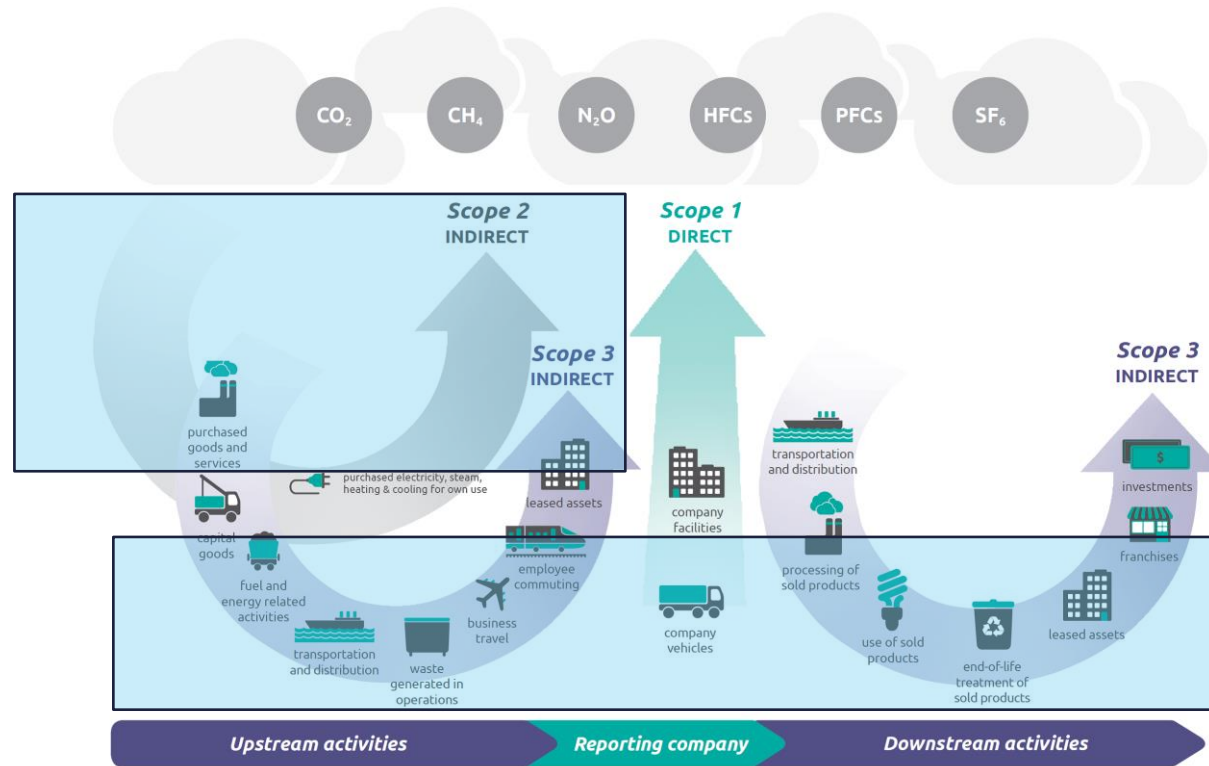 CO₂
CH₄
N₂O
HFCs
PFCs
SF₆
Scope 2
INDIRECT
Scope 1
DIRECT
Scope 3
INDIRECT
Scope 3
INDIRECT
purchased
goods and
services
purchased electricity, steam,
heating & cooling for own use
capital
goods
fuel and
energy related
activities
transportation
and distribution
waste
generated in
operations
business
travel
employee
commuting
leased assets
company
facilities
company
vehicles
transportation
and distribution
processing of
sold products
use of sold
products
end-of-life
treatment of
sold products
leased assets
franchises
$
investments
Upstream activities
Reporting company
Downstream activities